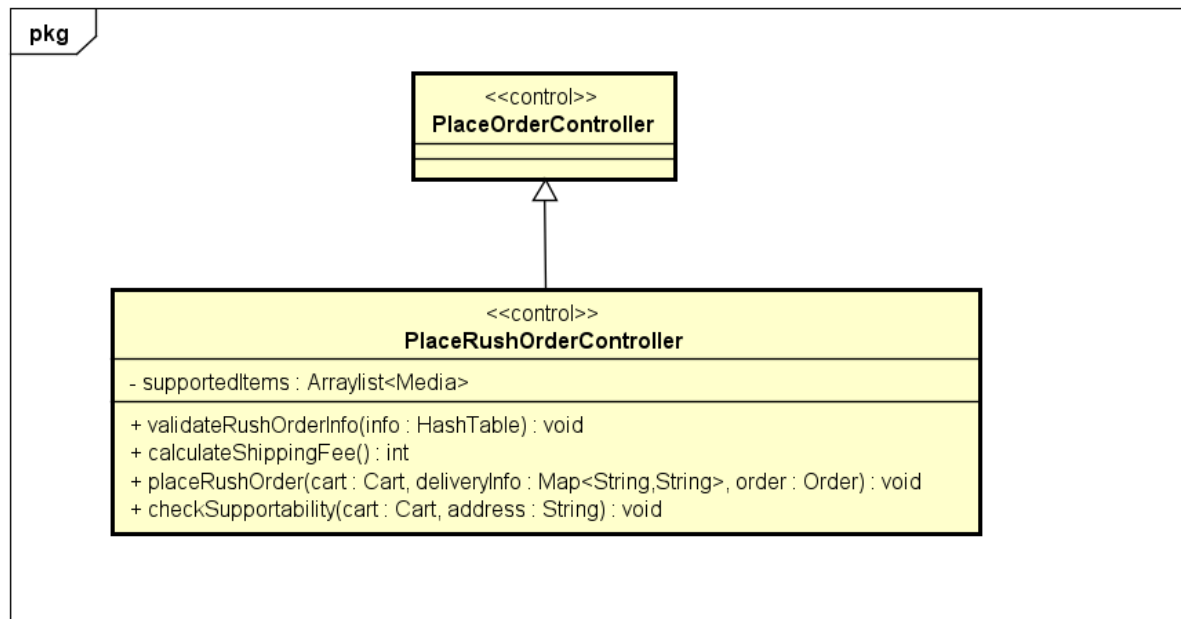 pkg
<<control>>
PlaceOrderController
<<control>>
PlaceRushOrderController
- supportedItems : Arraylist<Media>
+ validateRushOrderInfo(info : HashTable) : void
+ calculateShippingFee() : int
+ placeRushOrder(cart : Cart, deliveryInfo : Map<String,String>, order : Order) : void
+ checkSupportability(cart : Cart, address : String) : void